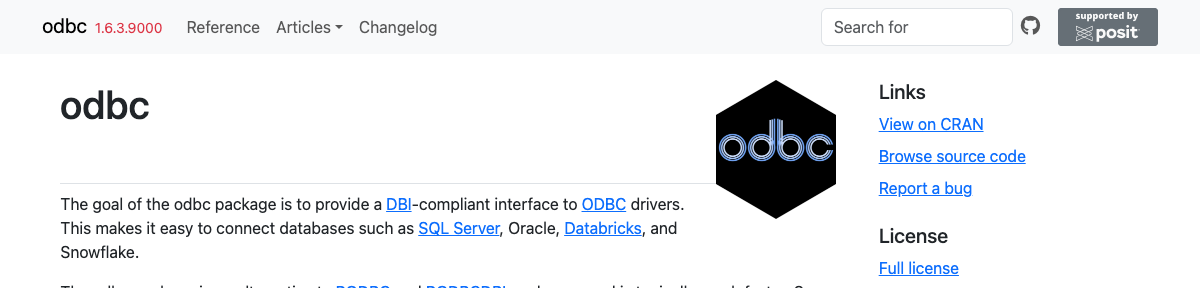 odbc 1.6.3.9000 Reference Articles Changelog Search for supported by posit
odbc
odbc
The goal of the odbc package is to provide a DBI-compliant interface to ODBC drivers.
This makes it easy to connect databases such as SQL Server, Oracle, Databricks, and
Snowflake.
Links
View on CRAN
Browse source code
Report a bug
License
Full license